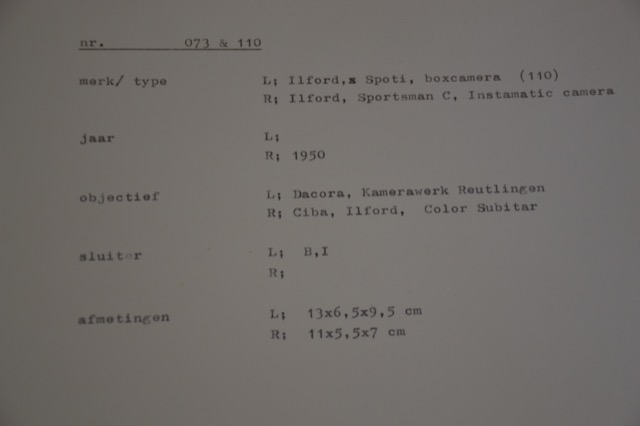 nr. 073 & 110
merk/ type L; Ilford,x Spoti, boxcamera (110)
R; Ilford, Sportsman C, Instamatic camera
jaar L;
R; 1950
objectief L; Dacora, Kamerawerk Reutlingen
R; Ciba, Ilford, Color Subitar
sluiter L; B,I
R;
afmetingen L; 13x6,5x9,5 cm
R; 11x5,5x7 cm